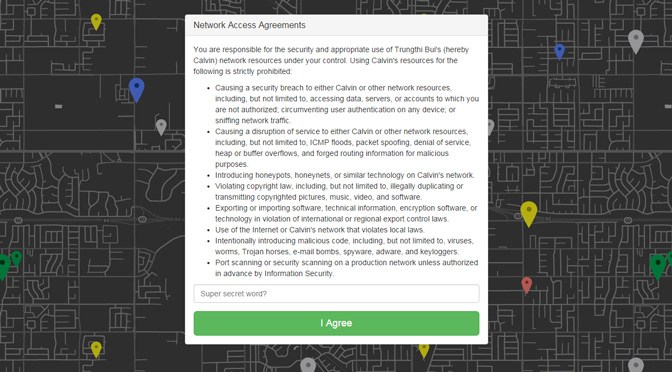 Network Access Agreements
You are responsible for the security and appropriate use of Trungthi Bui's (hereby
Calvin) network resources under your control. Using Calvin's resources for the
following is strictly prohibited:
• Causing a security breach to either Calvin or other network resources,
including, but not limited to, accessing data, servers, or accounts to which you
are not authorized; circumventing user authentication on any device; or
sniffing network traffic.
• Causing a disruption of service to either Calvin or other network resources,
including, but not limited to, ICMP floods, packet spoofing, denial of service,
heap or buffer overflows, and forged routing information for malicious
purposes.
• Introducing honeypots, honeynets, or similar technology on Calvin's network.
• Violating copyright law, including, but not limited to, illegally duplicating or
transmitting copyrighted pictures, music, video, and software.
• Exporting or importing software, technical information, encryption software, or
technology in violation of international or regional export control laws.
• Use of the Internet or Calvin's network that violates local laws.
• Intentionally introducing malicious code, including, but not limited to, viruses,
worms, Trojan horses, e-mail bombs, spyware, adware, and keyloggers.
• Port scanning or security scanning on a production network unless authorized
in advance by Information Security.
Super secret word?
I Agree